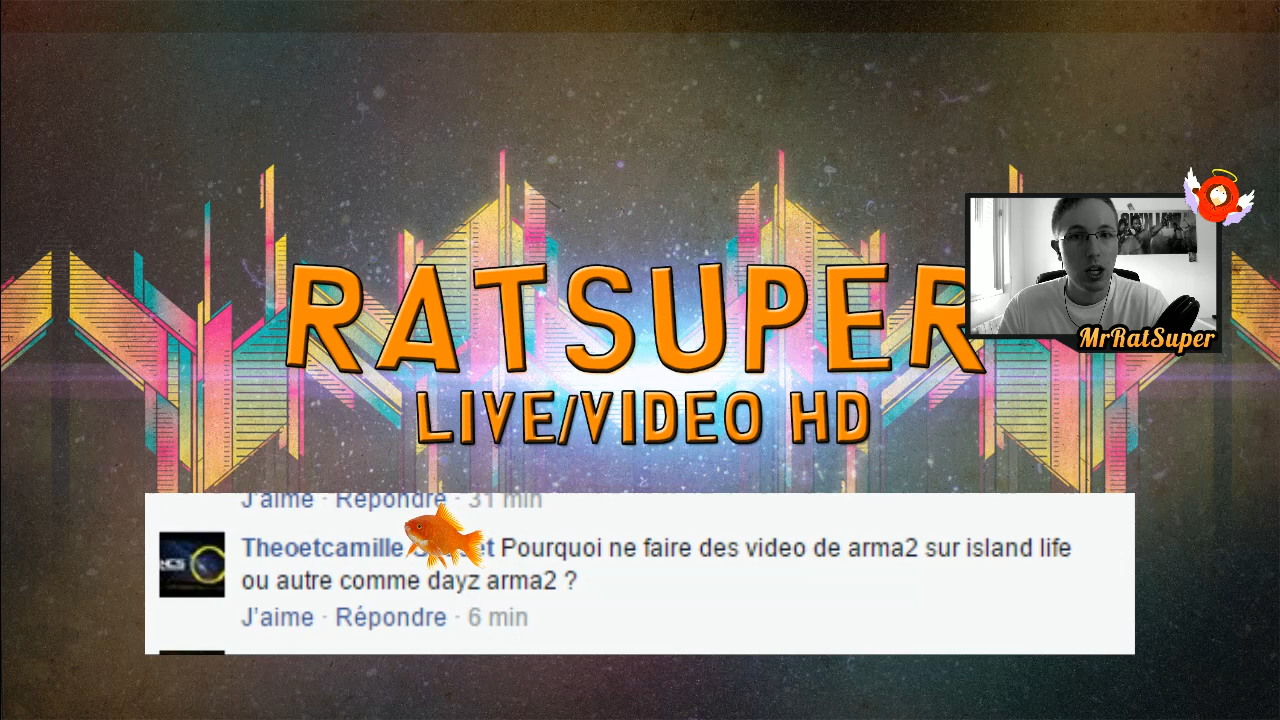 RATSUPER
MrRatSuper
LIVE/VIDEO HD
J'aime · Répondre · 31 min
Theoetcamille Pourquoi ne faire des video de arma2 sur island life
ou autre comme dayz arma2 ?
J'aime · Répondre · 6 min